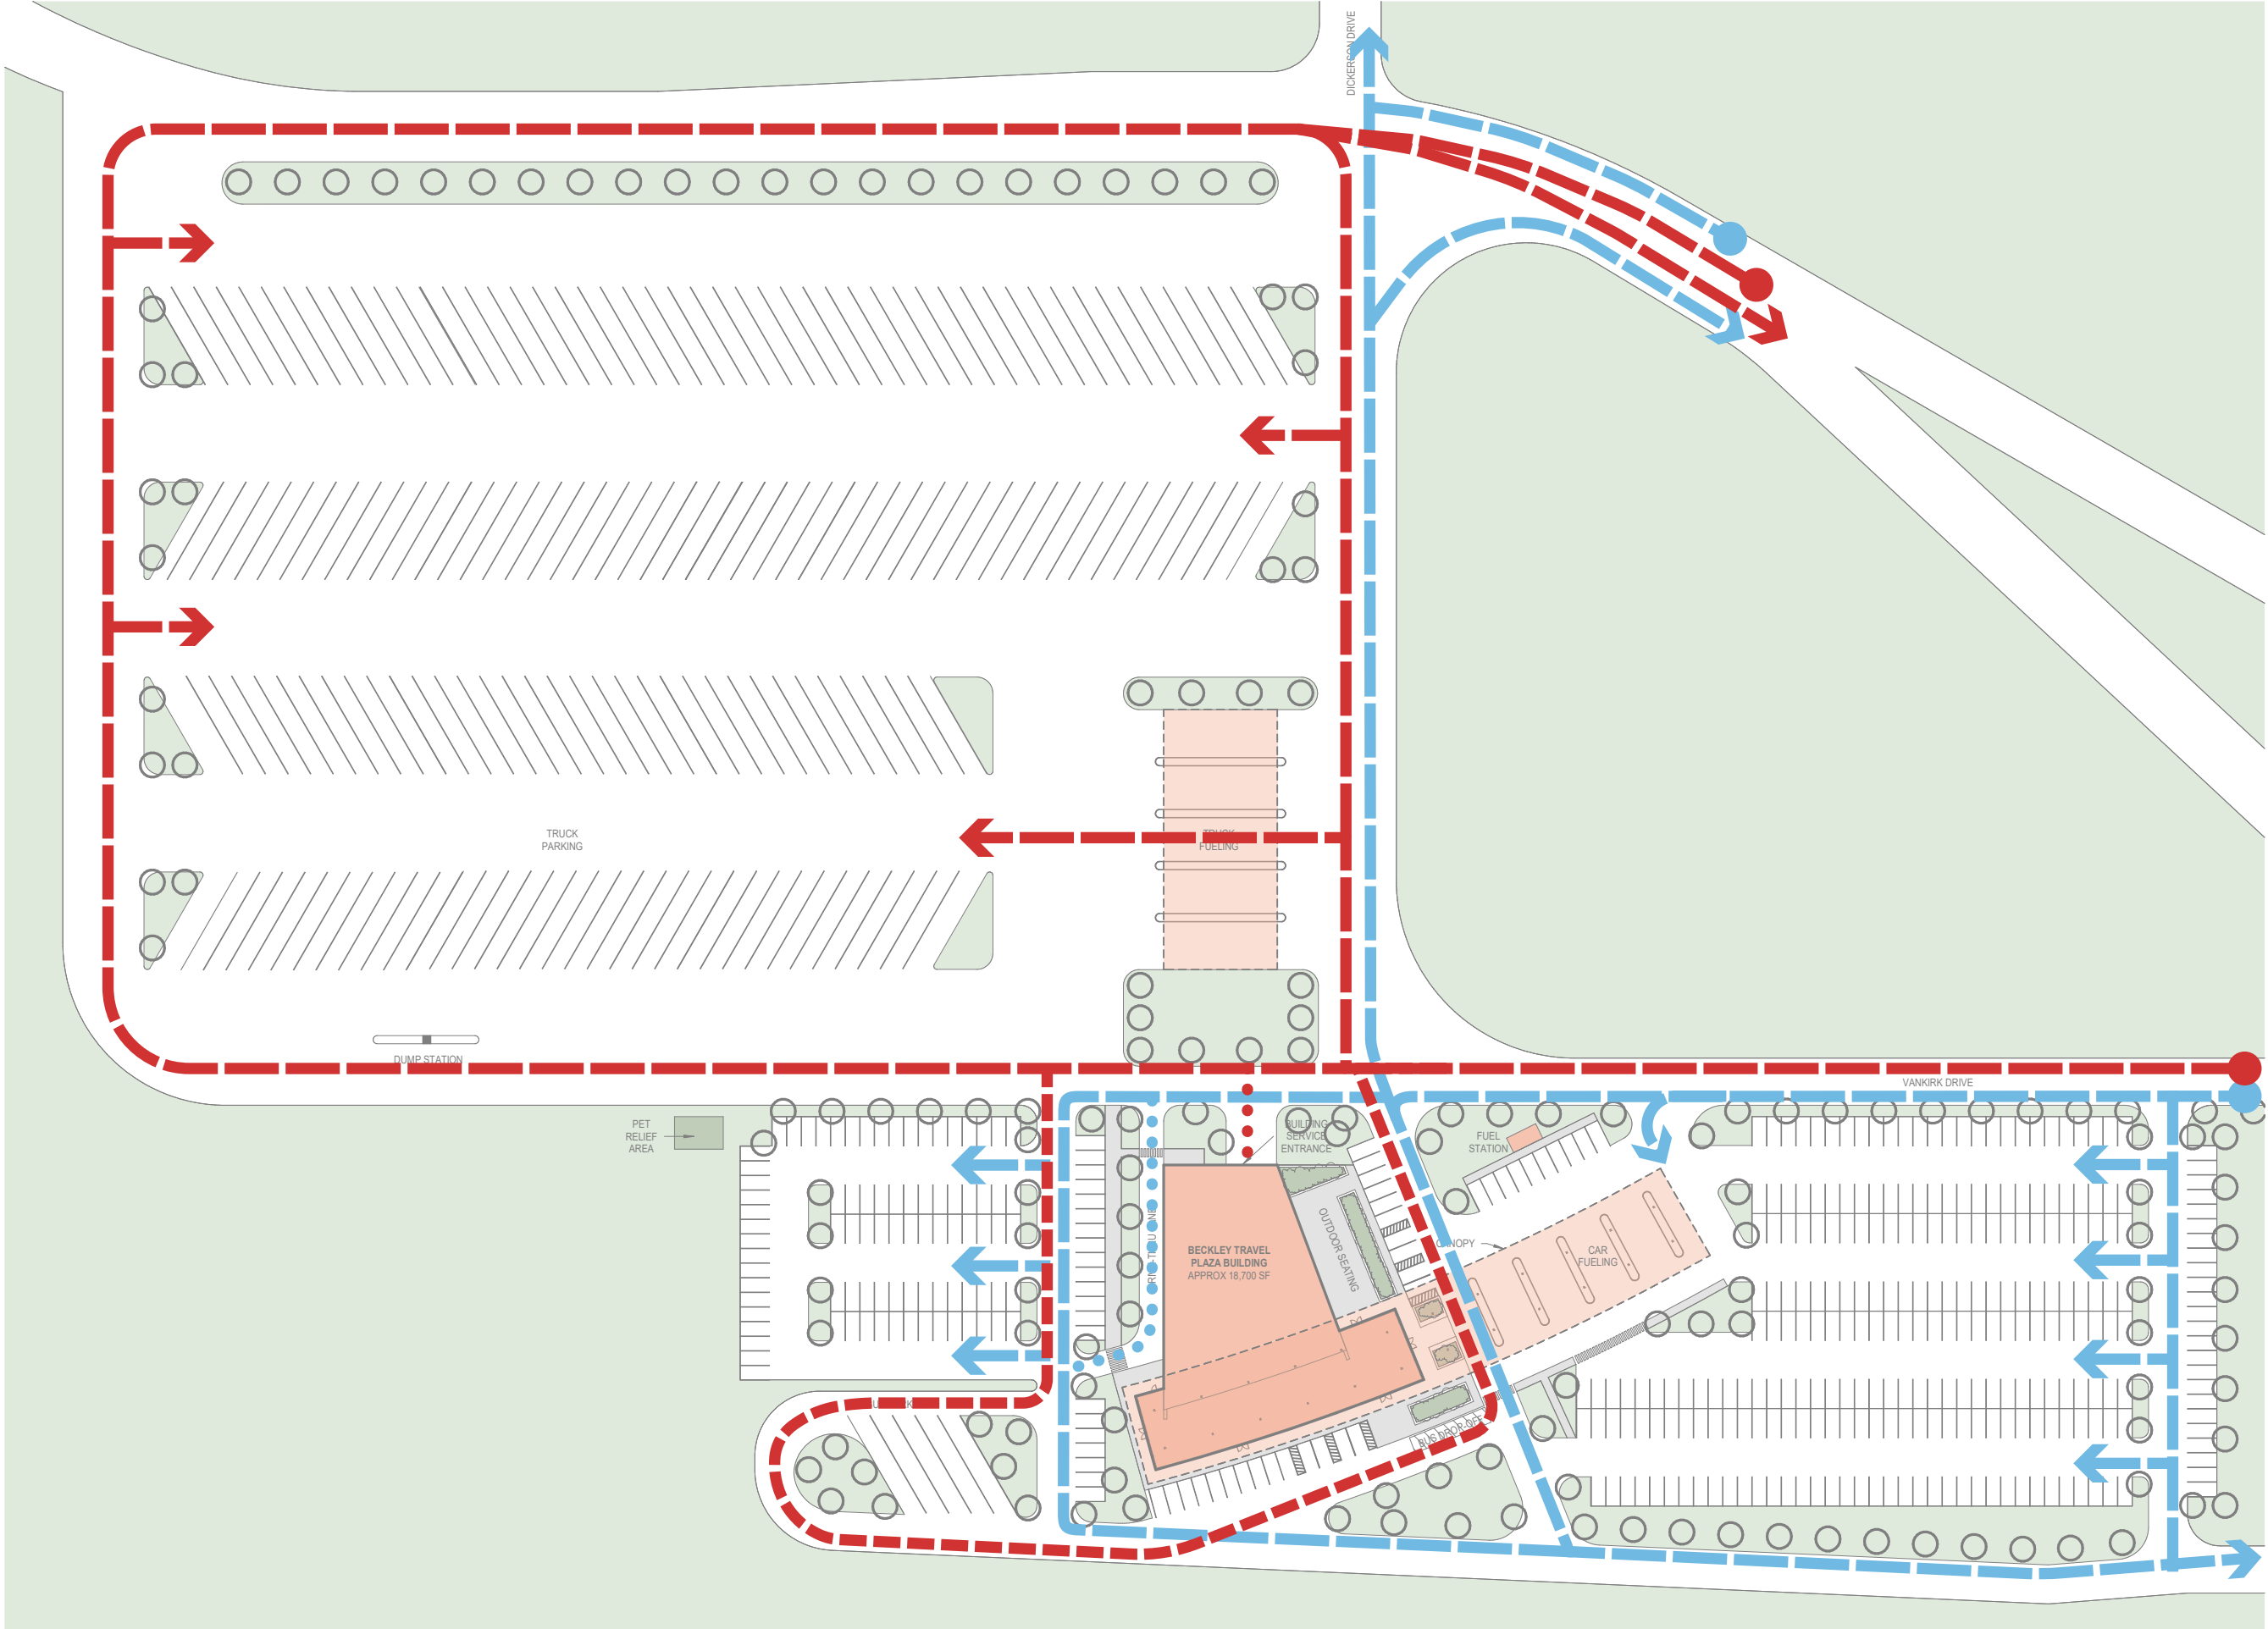 DICKERSON DRIVE
TRUCK
PARKING
TRUCK
FUELING
DUMP STATION
VANKIRK DRIVE
PET
RELIEF
AREA
BUILDING
SERVICE
ENTRANCE
FUEL
STATION
OUTDOOR SEATING
CANOPY
CAR
FUELING
BECKLEY TRAVEL
PLAZA BUILDING
APPROX 18,700 SF
BUS DROP-OFF